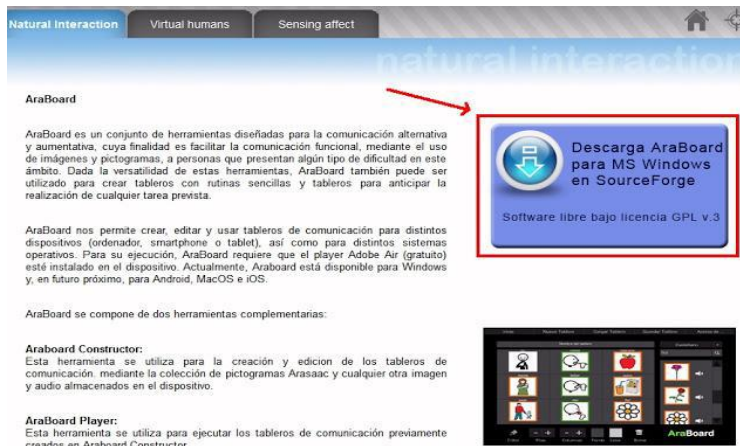 Natural Interaction
Virtual humans
Sensing affect
natural interaction
AraBoard
AraBoard es un conjunto de herramientas diseñadas para la comunicación alternativa
y aumentativa, cuya finalidad es facilitar la comunicación funcional, mediante el uso
de imágenes y pictogramas, a personas que presentan algún tipo de dificultad en este
ámbito. Dada la versatilidad de estas herramientas, AraBoard también puede ser
utilizado para crear tableros con rutinas sencillas y tableros para anticipar la
realización de cualquier tarea prevista.
AraBoard nos permite crear, editar y usar tableros de comunicación para distintos
dispositivos (ordenador, smartphone o tablet), así como para distintos sistemas
operativos. Para su ejecución, AraBoard requiere que el player Adobe Air (gratuito)
esté instalado en el dispositivo. Actualmente, Araboard está disponible para Windows
y, en futuro próximo, para Android, MacOS e iOS.
AraBoard se compone de dos herramientas complementarias:
Araboard Constructor:
Esta herramienta se utiliza para la creación y edicion de los tableros de
comunicación. mediante la colección de pictogramas Arasaac y cualquier otra imagen
y audio almacenados en el dispositivo.
AraBoard Player:
Esta herramienta se utiliza para ejecutar los tableros de comunicación previamente
creados en Araboard Constructor
Descarga AraBoard
para MS Windows
en SourceForge
Software libre bajo licencia GPL v.3
AraBoard